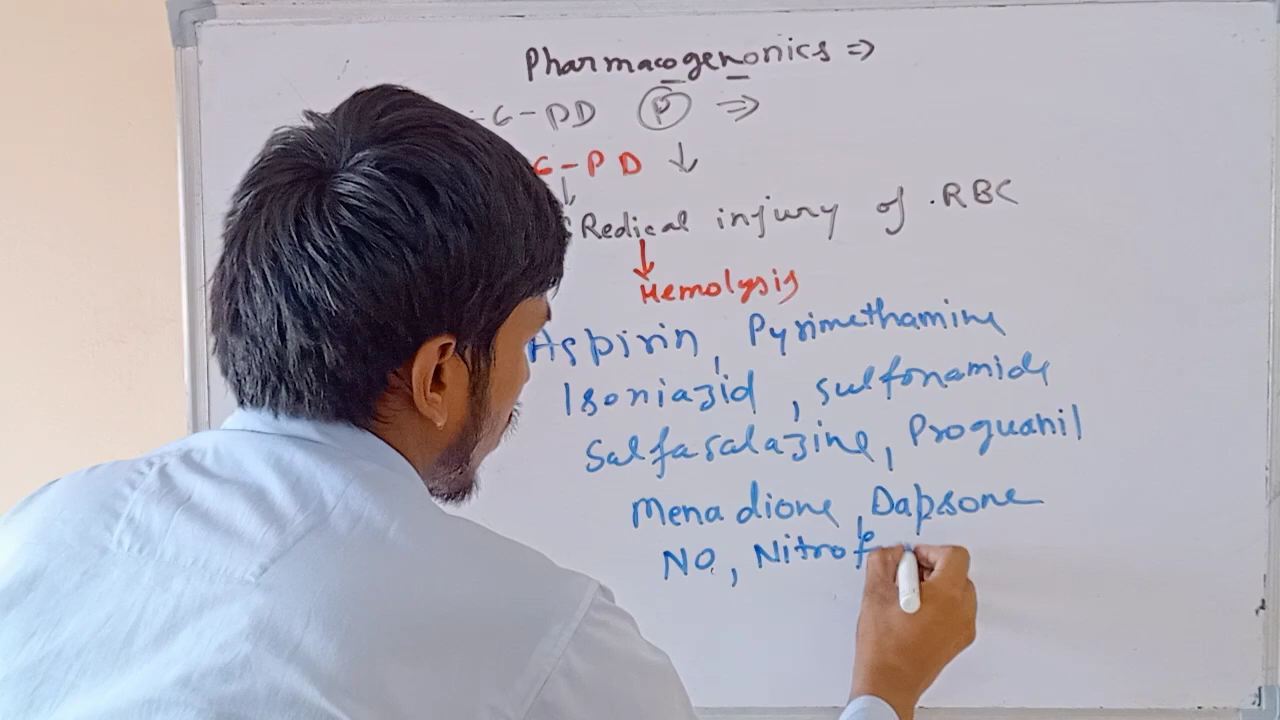 Pharmacogenonics ⇒
-6-PD (P) ⇒
6-PD ↓
↓
Redical injury of .RBC
↓
Hemolysis
Aspirin, Pyrimethamine
Isoniazid, sulfonamide
Sulfasalazine, Proguanil
Menadione, Dapsone
NO, Nitrof